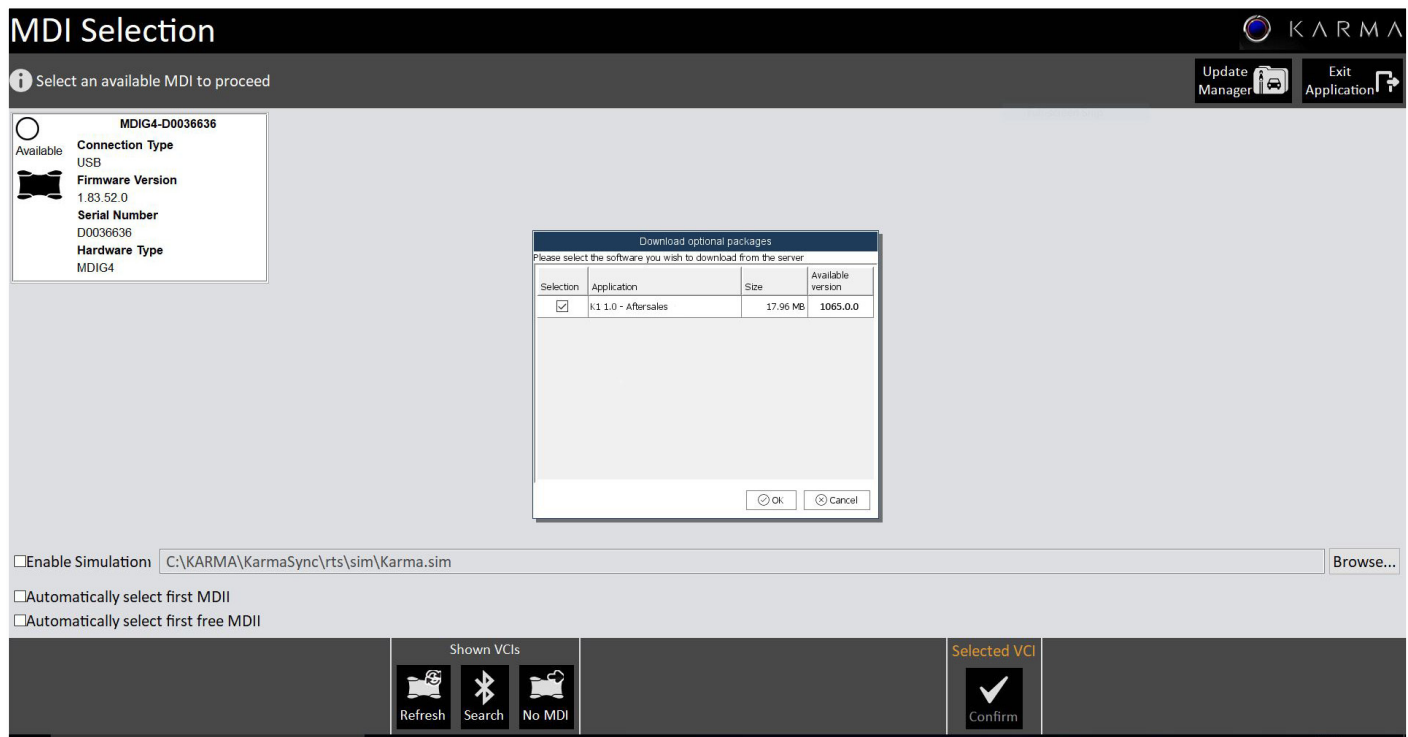 MDI Selection
KARMA
Select an available MDI to proceed
Update Manager
Exit Application
MDIG4-D0036636
Available
Connection Type
USB
Firmware Version
1.83.52.0
Serial Number
D0036636
Hardware Type
MDIG4
Download optional packages
Please select the software you wish to download from the server
Selection Application Size Available version
K1 1.0 - Aftersales 17.96 MB 1065.0.0
OK Cancel
Enable Simulation C:\KARMA\KarmaSync\rts\sim\Karma.sim Browse...
Automatically select first MDII
Automatically select first free MDII
Shown VCIs
Refresh Search No MDI
Selected VCI
Confirm